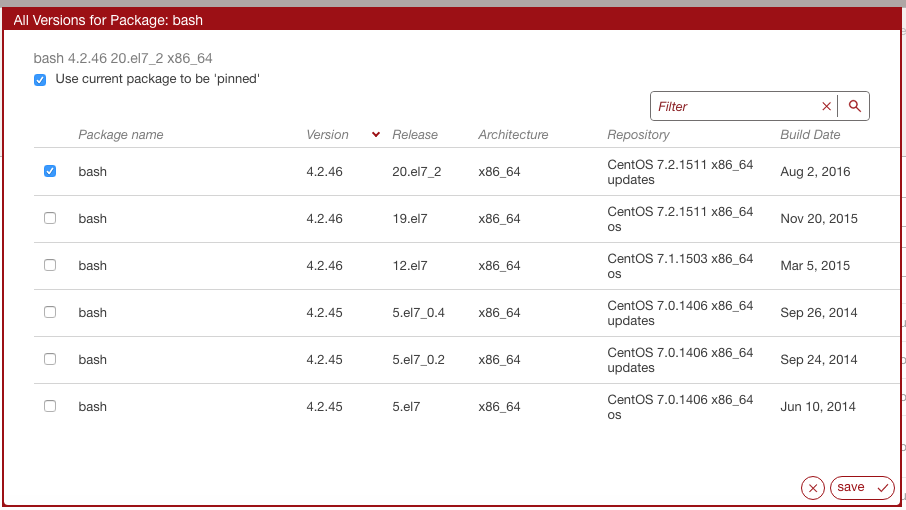 All Versions for Package: bash
bash 4.2.46 20.el7_2 x86_64
Use current package to be 'pinned'
Filter
Package name Version Release Architecture Repository Build Date
bash 4.2.46 20.el7_2 x86_64 CentOS 7.2.1511 x86_64 Aug 2, 2016
updates
bash 4.2.46 19.el7 x86_64 CentOS 7.2.1511 x86_64 Nov 20, 2015
os
bash 4.2.46 12.el7 x86_64 CentOS 7.1.1503 x86_64 Mar 5, 2015
os
bash 4.2.45 5.el7_0.4 x86_64 CentOS 7.0.1406 x86_64 Sep 26, 2014
updates
bash 4.2.45 5.el7_0.2 x86_64 CentOS 7.0.1406 x86_64 Sep 24, 2014
updates
bash 4.2.45 5.el7 x86_64 CentOS 7.0.1406 x86_64 Jun 10, 2014
os
save